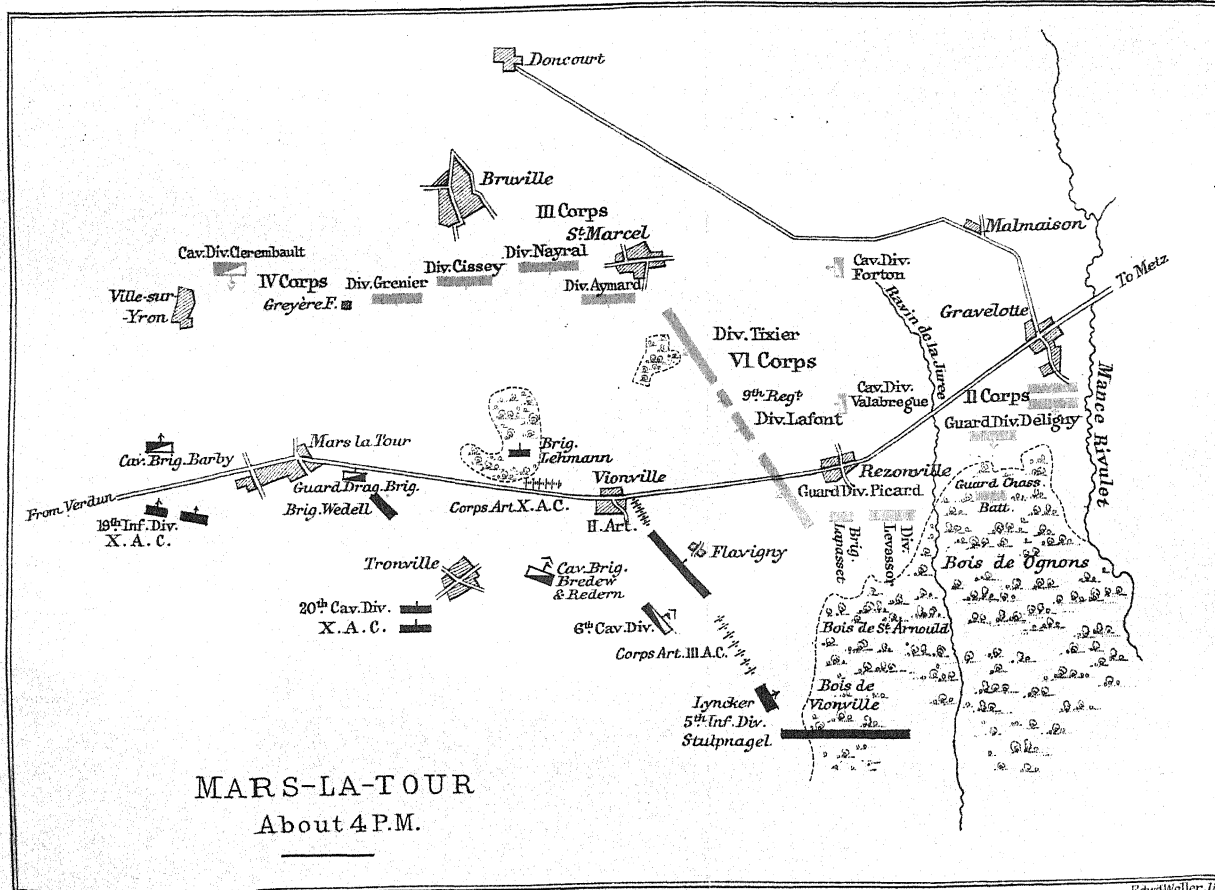 Doncourt
Bruville
III Corps
St. Marcel
Malmaison
Cav. Div. Clerembault
IV Corps
Div. Grenier
Div. Cissey
Div. Nayral
Div. Aymard
Cav. Div.
Forton
To Metz
Ville-sur
-Yron
Greyère F.
Gravelotte
Ravin de la Jurée
Mance Rivulet
Div. Tixier
VI Corps
9th Regt
Div. Lafont
Cav. Div.
Valabregue
II Corps
Guard Div. Deligny
Mars la Tour
Cav. Brig. Barby
Brig.
Lehmann
Vionville
Rezonville
Guard Div. Picard
Guard Chass.
Batt.
From Verdun
Guard Drag. Brig.
Brig. Wedell
Corps Art. X.A.C.
H. Art.
19th Inf. Div.
X. A. C.
Brig.
Lapasset
Div.
Levassor
Tronville
Flavigny
Bois de Ognons
Cav. Brig.
Bredew
& Redern
20th Cav. Div.
X. A. C.
6th Cav. Div.
Corps Art. III A.C.
Bois de St. Arnould
Lyncker
5th Inf. Div.
Stulpnagel
Bois de
Vionville
MARS-LA-TOUR
About 4 P.M.